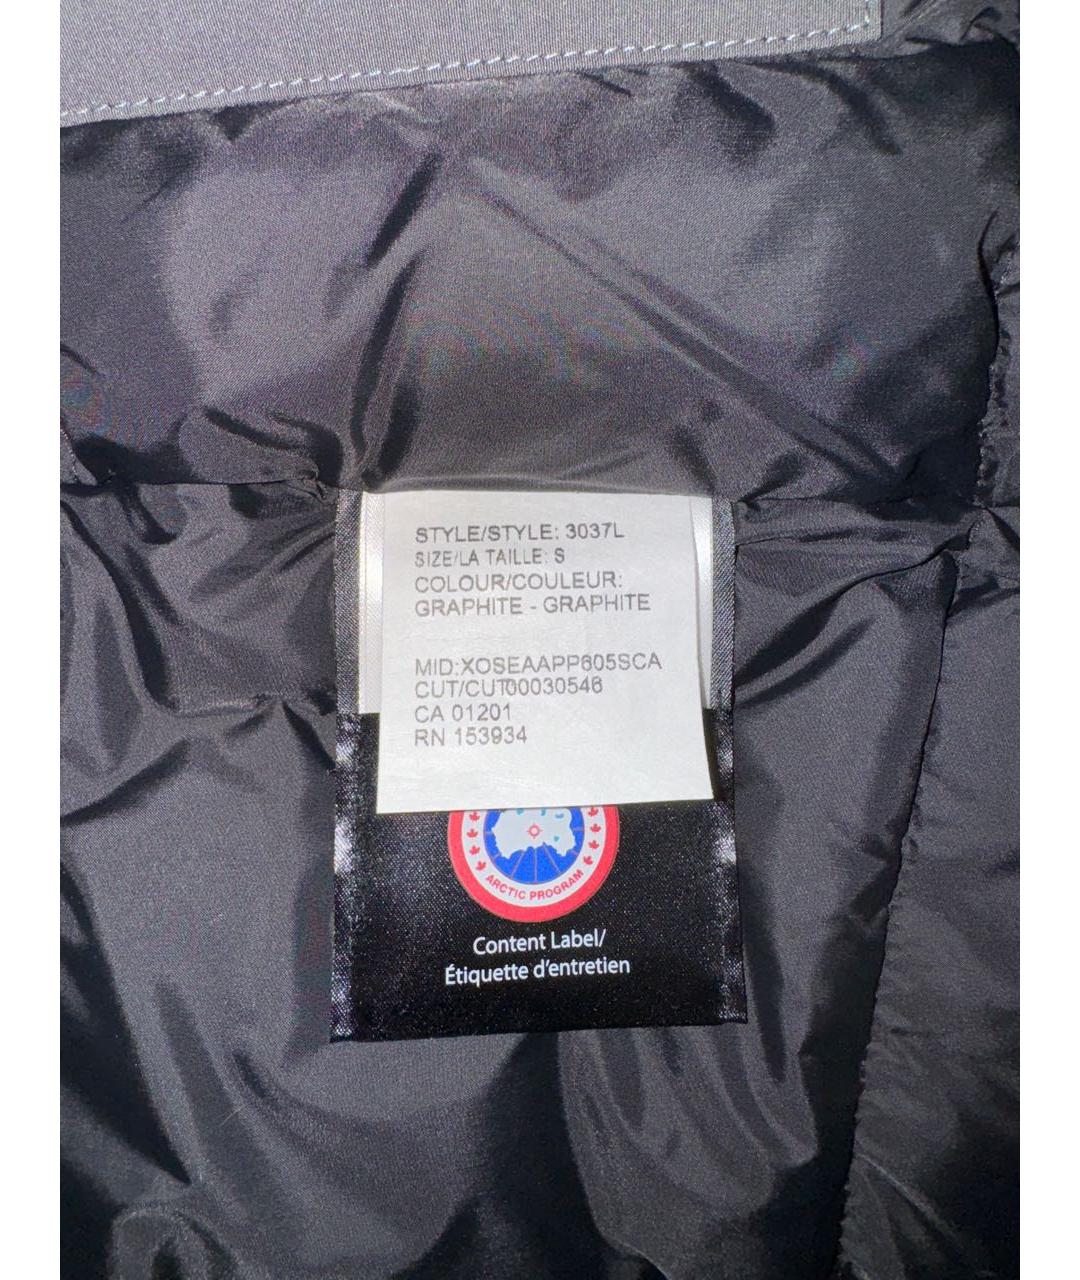 STYLE/STYLE: 3037L
SIZE/LA TAILLE: S
COLOUR/COULEUR:
GRAPHITE - GRAPHITE
MID:XOSEAAPP605SCA
CUT/CUT00030546
CA 01201
RN 153934
ARCTIC PROGRAM
Content Label/
Étiquette d'entretien